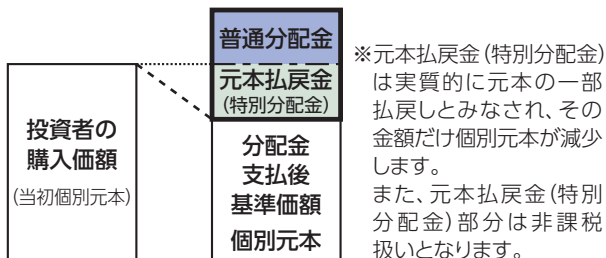 普通分配金
元本払戻金
(特別分配金)
投資者の
購入価額
(当初個別元本)
分配金
支払後
基準価額
個別元本
※元本払戻金(特別分配金)
は実質的に元本の一部
払戻しとみなされ、その
金額だけ個別元本が減少
します。
また、元本払戻金(特別
分配金)部分は非課税
扱いとなります。